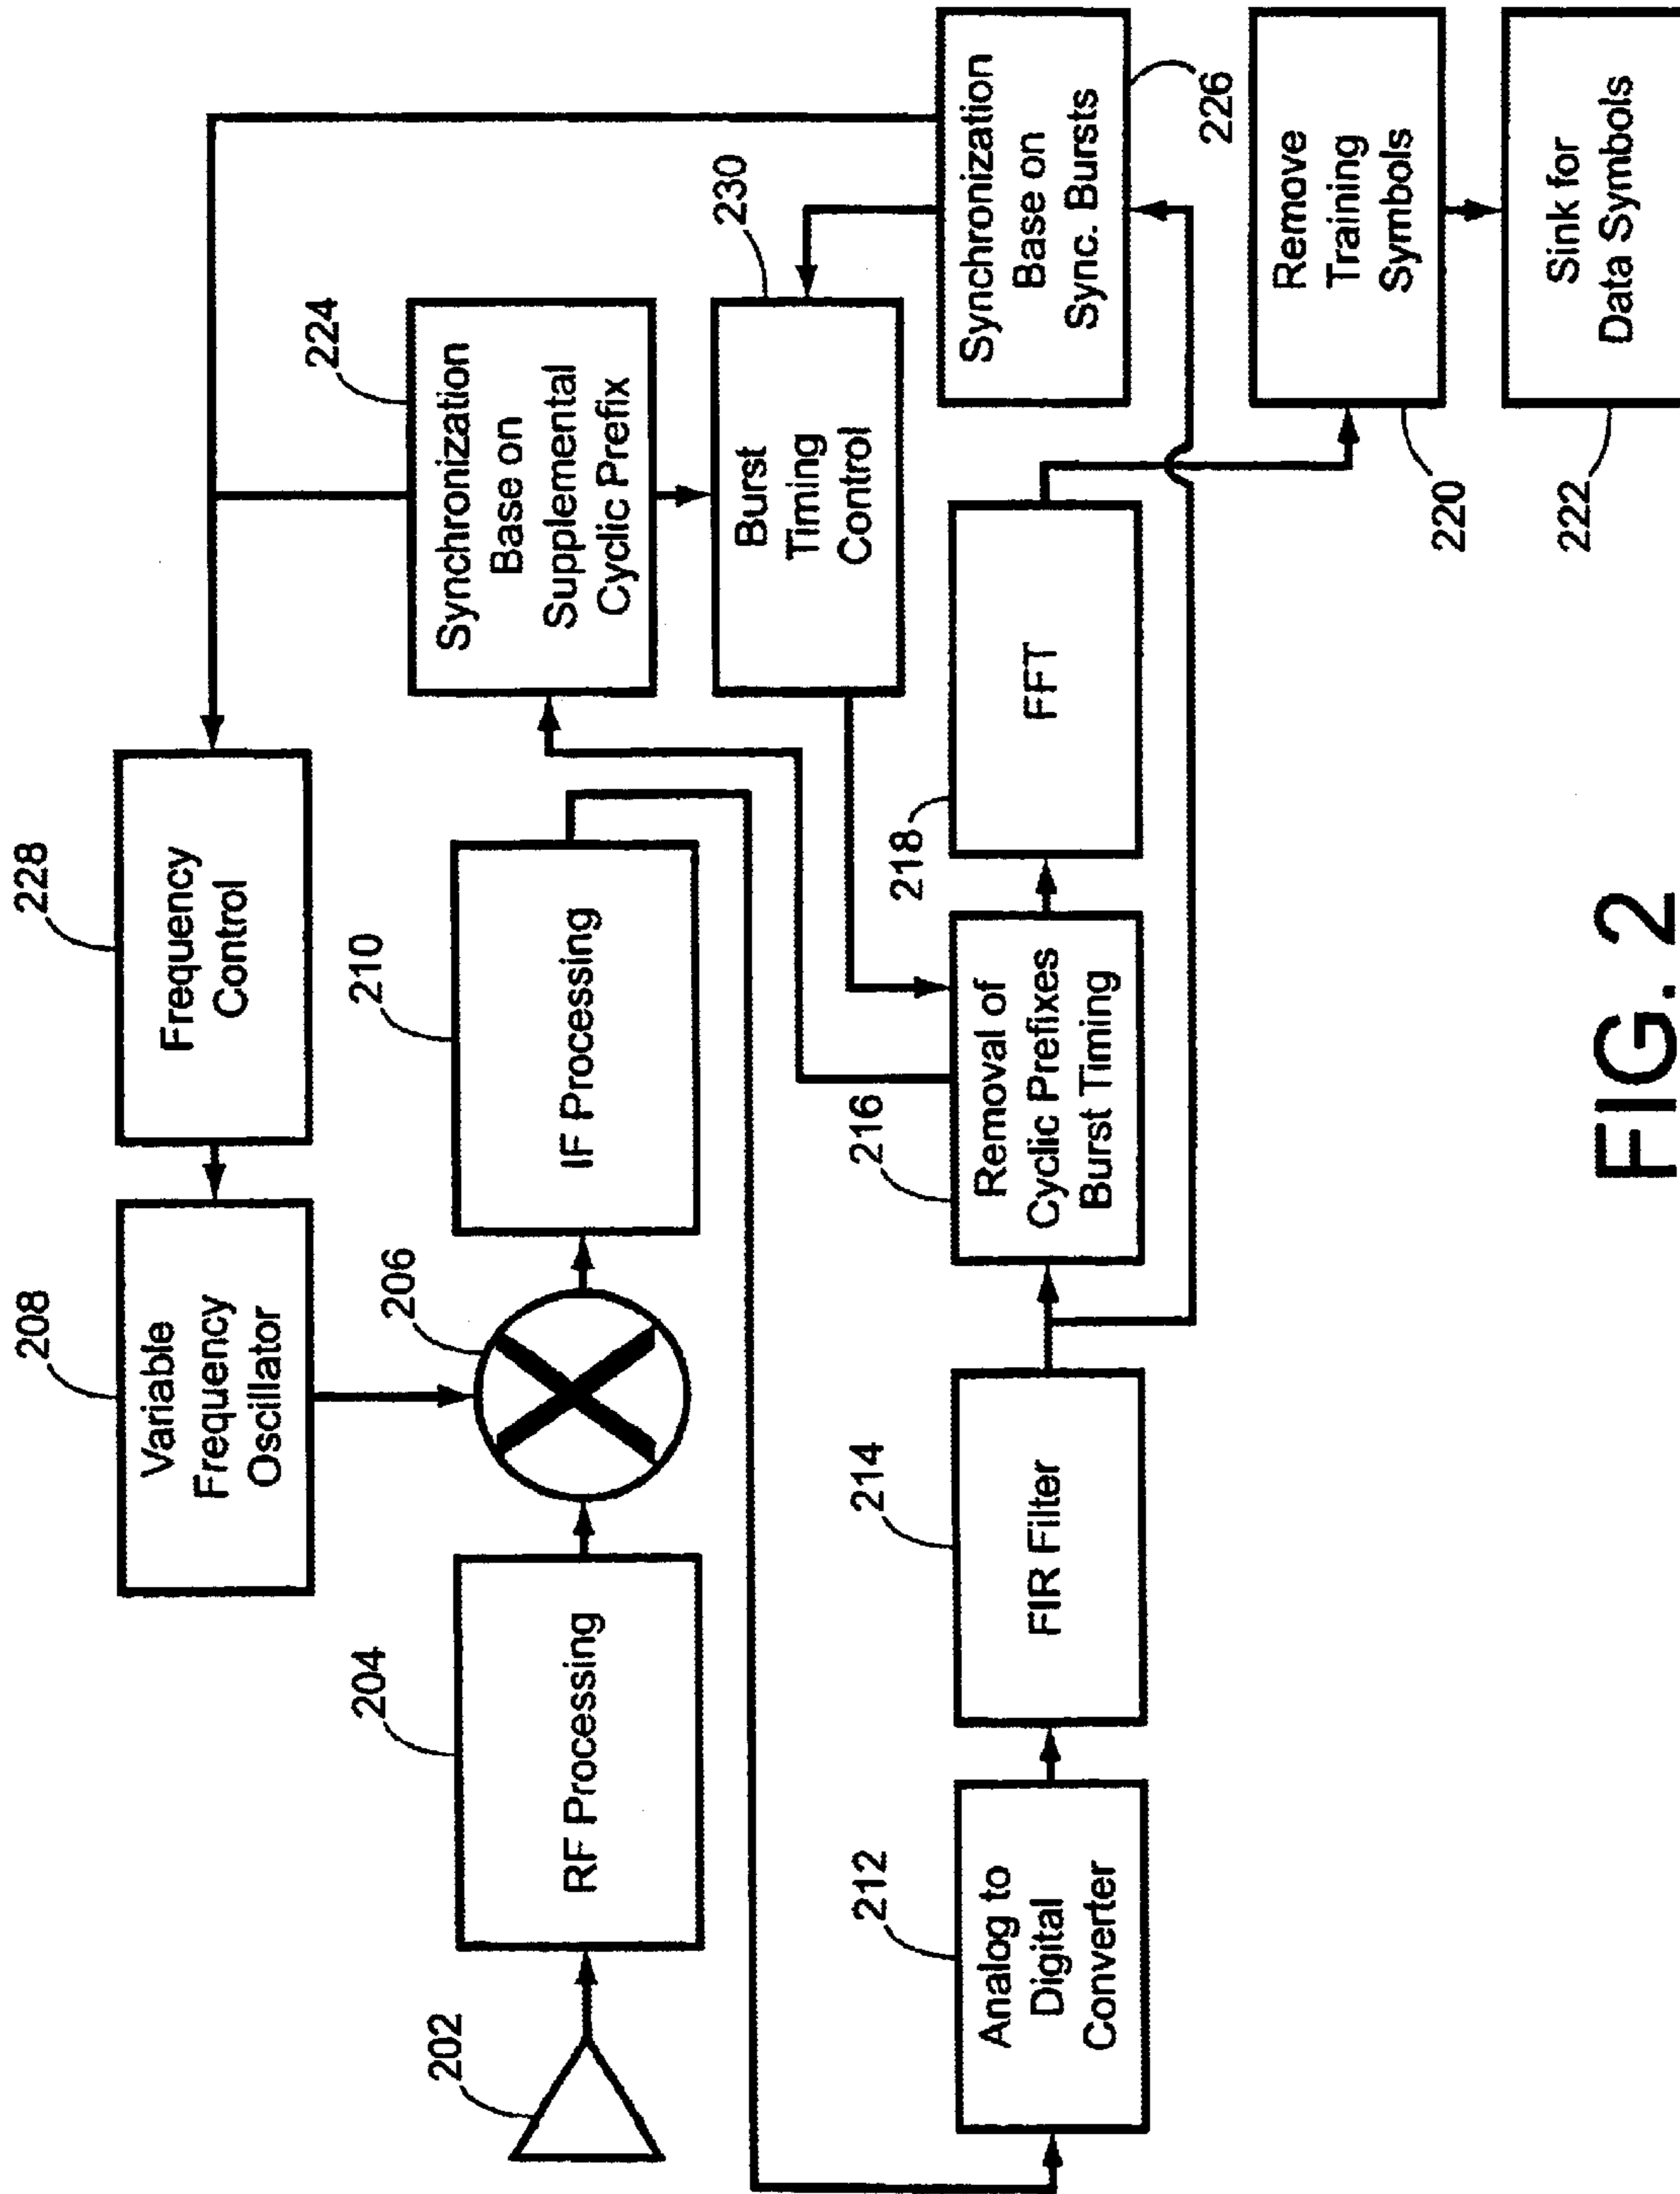 208
Variable
Frequency
Oscillator
228
Frequency
Control
202
204
RF Processing
206
210
IF Processing
224
Synchronization
Base on
Supplemental
Cyclic Prefix
230
Burst
Timing
Control
212
Analog to
Digital
Converter
214
FIR Filter
216
Removal of
Cyclic Prefixes
Burst Timing
218
FFT
Synchronization
Base on
Sync. Bursts
226
Remove
Training
Symbols
220
Sink for
Data Symbols
222
FIG. 2